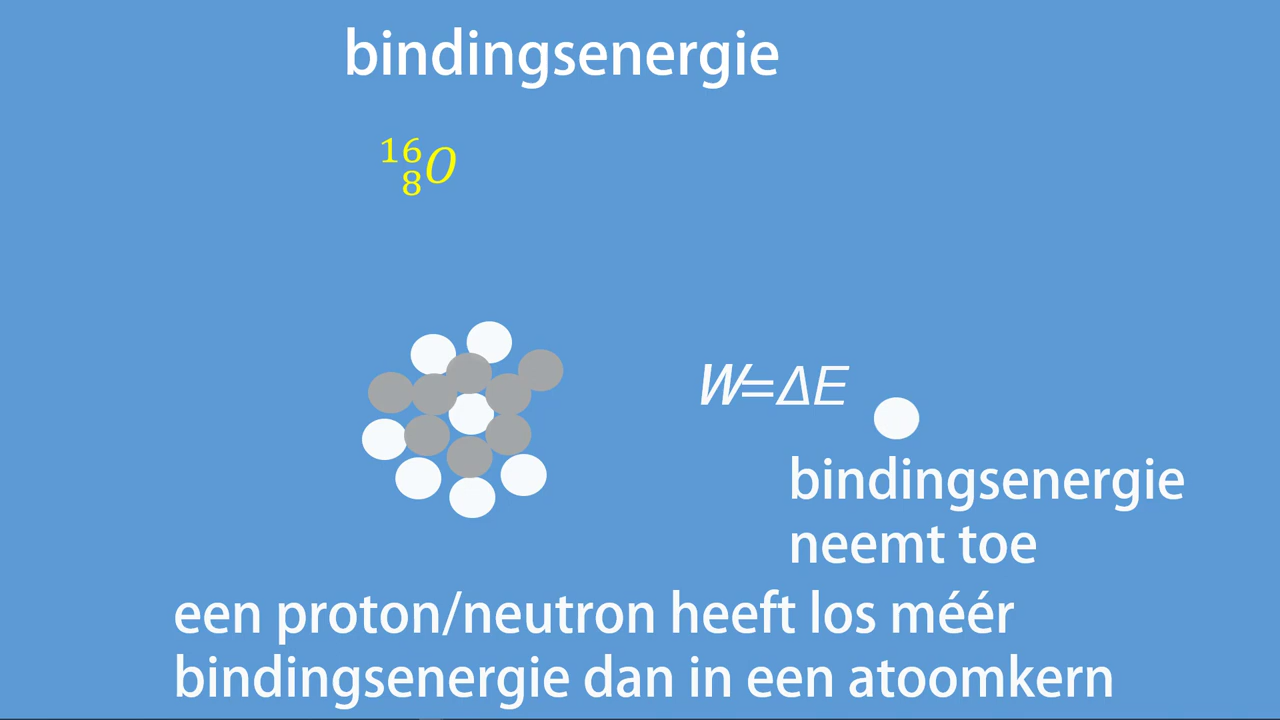 bindingsenergie
¹⁶₈O
W=ΔE
bindingsenergie
neemt toe
een proton/neutron heeft los méér
bindingsenergie dan in een atoomkern